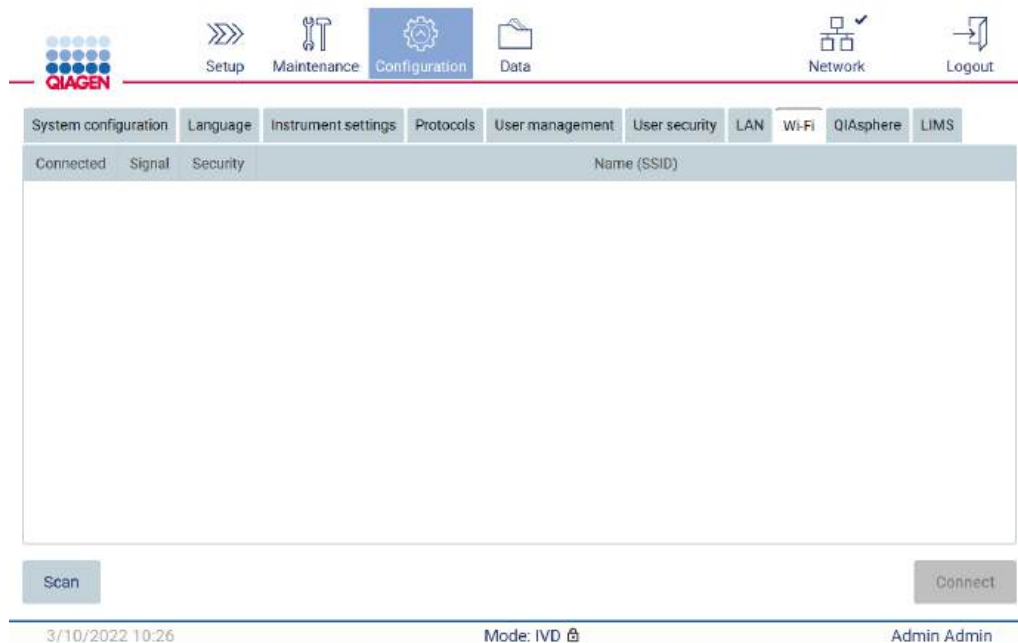 QIAGEN
Setup Maintenance Configuration Data Network Logout
System configuration Language Instrument settings Protocols User management User security LAN Wi-Fi QIAsphere LIMS
Connected Signal Security Name (SSID)
Scan Connect
3/10/2022 10:26 Mode: IVD Admin Admin